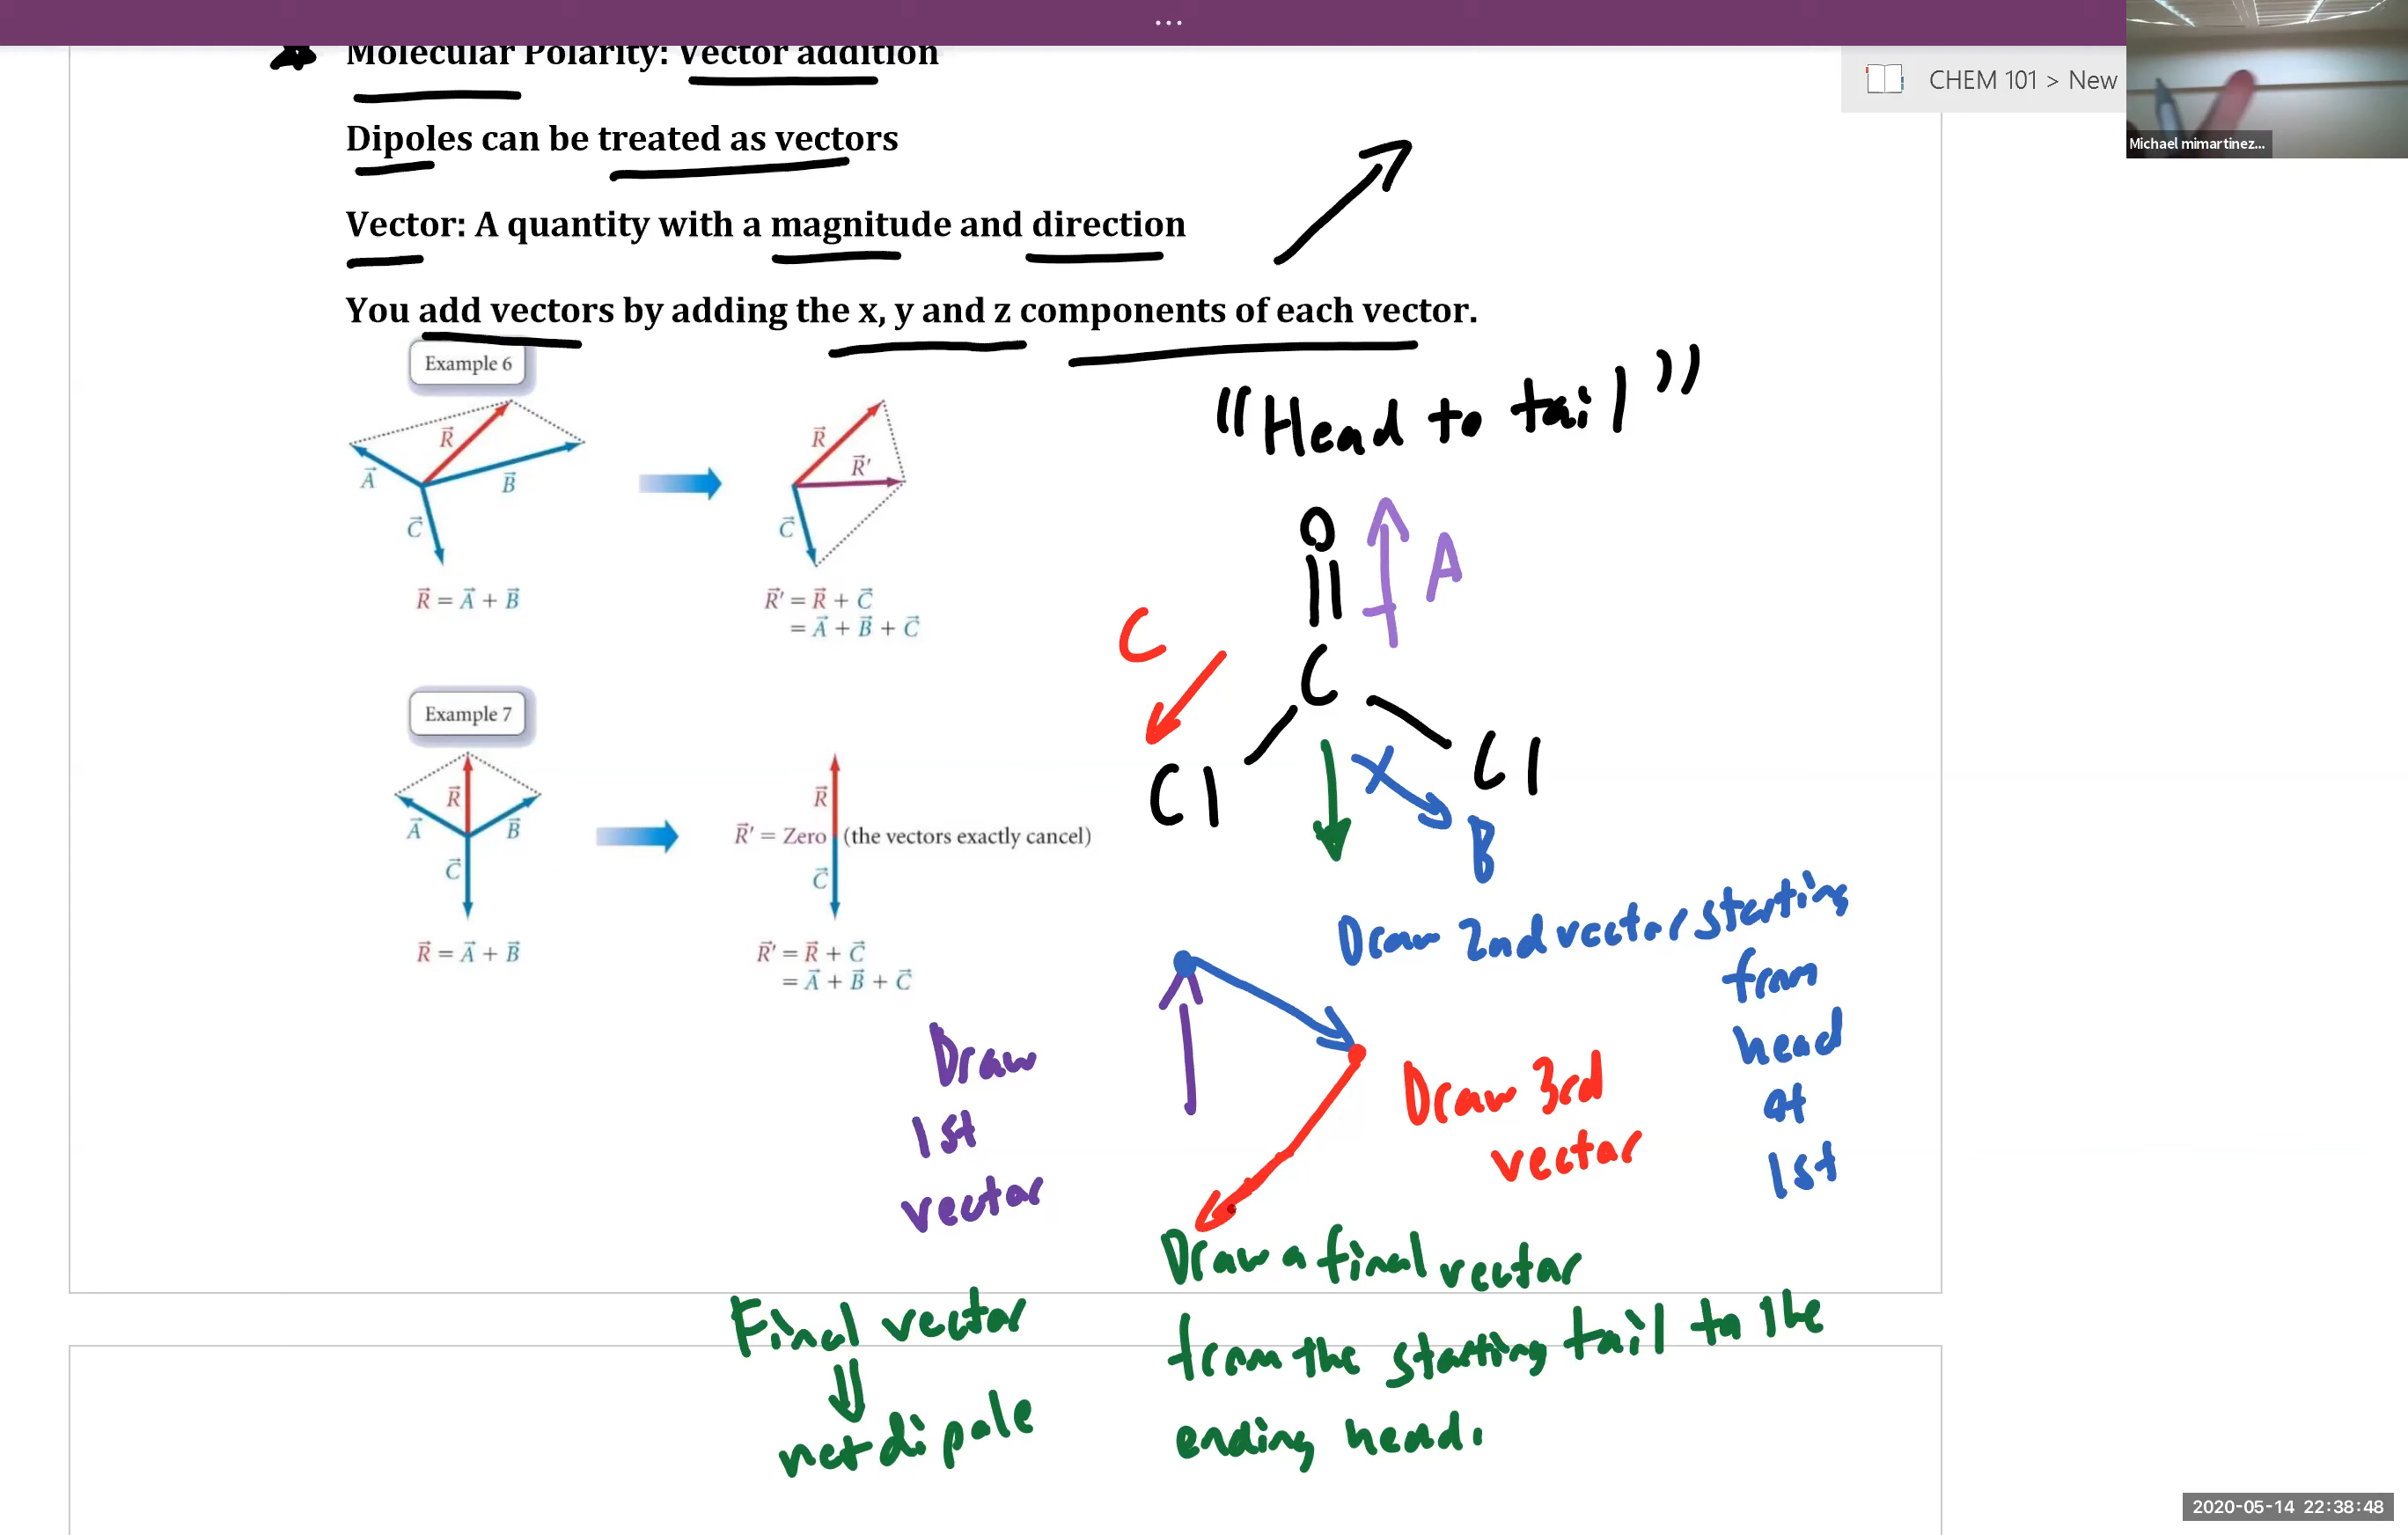 ...
CHEM 101 > New
Michael mimartinez...
Molecular Polarity: Vector addition
Dipoles can be treated as vectors
Vector: A quantity with a magnitude and direction
You add vectors by adding the x, y and z components of each vector.
"Head to tail"
Example 6
R⃗
A⃗
B⃗
C⃗
R⃗ = A⃗ + B⃗
R⃗
R⃗'
C⃗
R⃗' = R⃗ + C⃗
= A⃗ + B⃗ + C⃗
O
A
C
C
Cl
Cl
B
Example 7
R⃗
A⃗
B⃗
C⃗
R⃗ = A⃗ + B⃗
R⃗
R⃗' = Zero (the vectors exactly cancel)
C⃗
R⃗' = R⃗ + C⃗
= A⃗ + B⃗ + C⃗
Draw
1st
vector
Draw 2nd vector starting
from
head
at
1st
Draw 3rd
vector
Draw a final vector
from the starting tail to the
ending head.
Final vector
net dipole
2020-05-14 22:38:48